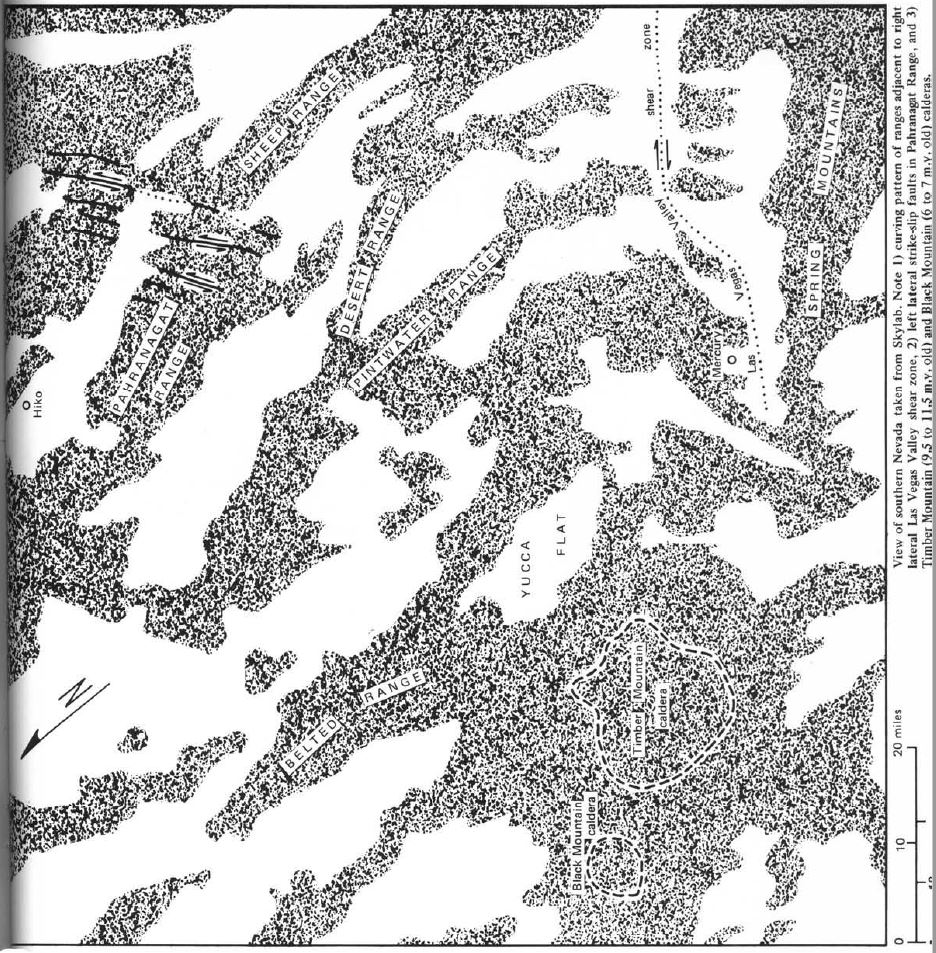 SHEEP RANGE
shear zone
DESERT RANGE
PAHRANAGAT
RANGE
Hiko
PINTWATER RANGE
Valley
Vegas
Las
SPRING MOUNTAINS
Mercury
YUCCA
FLAT
N
BELTED RANGE
Timber Mountain
caldera
Black Mountain
caldera
0 10 20 miles
View of southern Nevada taken from Skylab. Note 1) curving pattern of ranges adjacent to right
lateral Las Vegas Valley shear zone, 2) left lateral strike-slip faults in Pahranagat Range, and 3)
Timber Mountain (9.5 to 11.5 m.y. old) and Black Mountain (6 to 7 m.y. old) calderas.